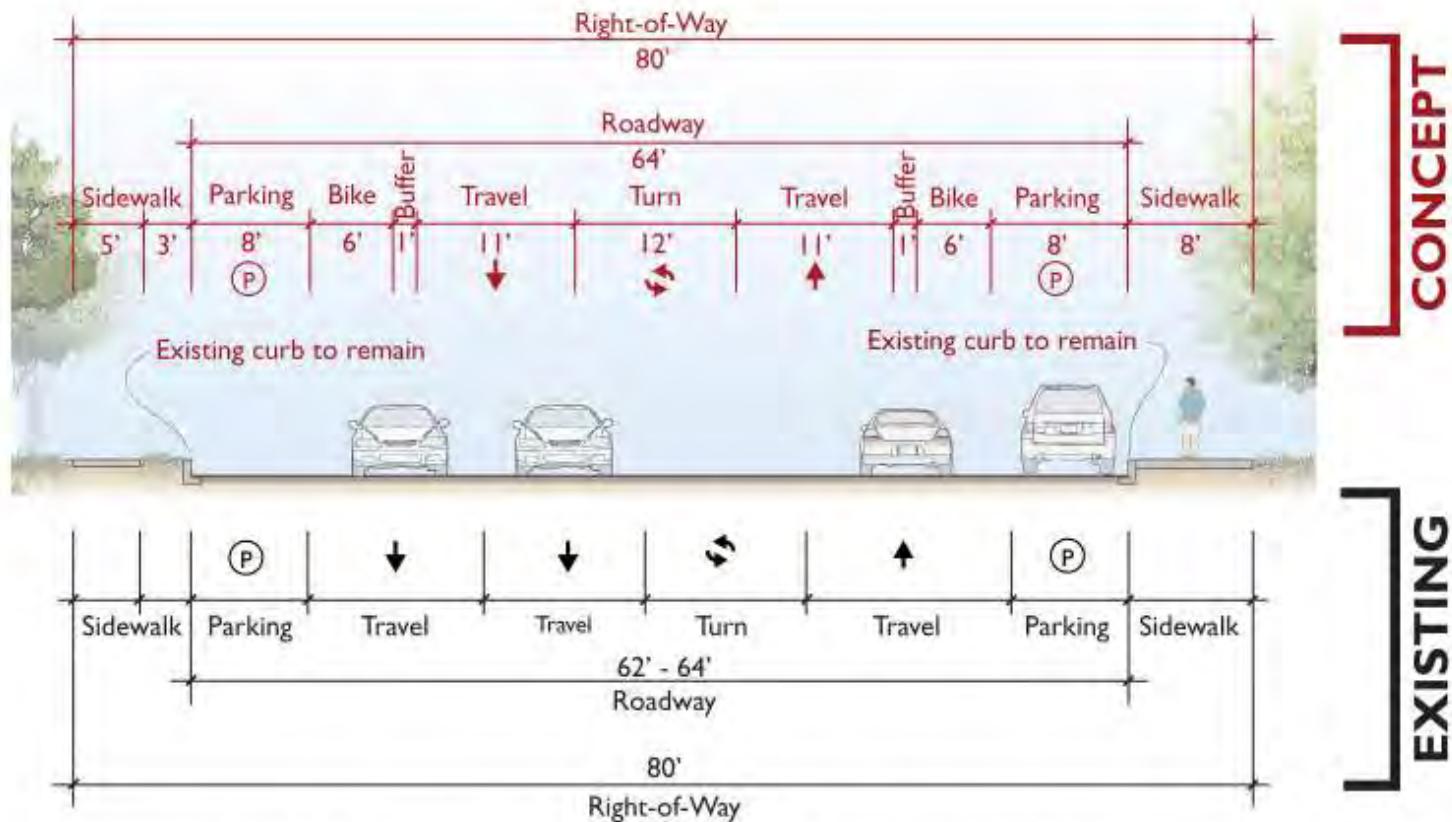 Right-of-Way
80'
Roadway
64'
Sidewalk Parking Bike Buffer Travel Turn Travel Buffer Bike Parking Sidewalk
5' 3' 8' 6' 1' 11' 12' 11' 1' 6' 8' 8'
P P
Existing curb to remain
Existing curb to remain
CONCEPT
P P
Sidewalk Parking Travel Travel Turn Travel Parking Sidewalk
62' - 64'
Roadway
80'
Right-of-Way
EXISTING